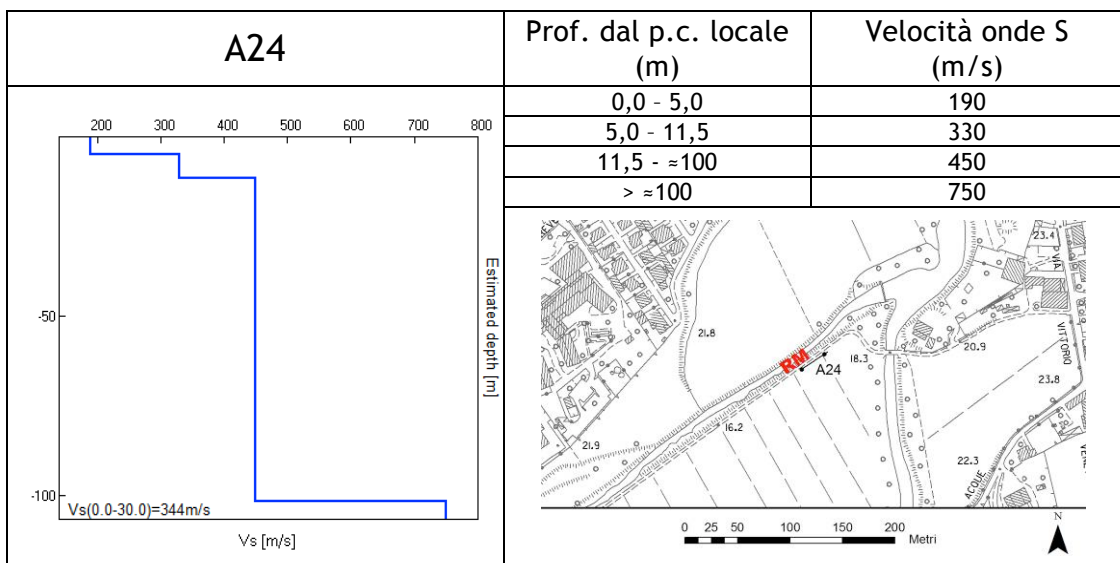 A24
Prof. dal p.c. locale
(m)
Velocità onde S
(m/s)
0,0 – 5,0
190
5,0 – 11,5
330
11,5 - ≈100
450
> ≈100
750
200
300
400
500
600
700
800
-50
-100
Estimated depth [m]
Vs(0.0-30.0)=344m/s
Vs [m/s]
23.4
VIA
21.8
RM
A24
18.3
20.9
VITTORIO
23.8
16.2
21.9
22.3
ACQUE
0 25 50 100 150 200
Metri
N